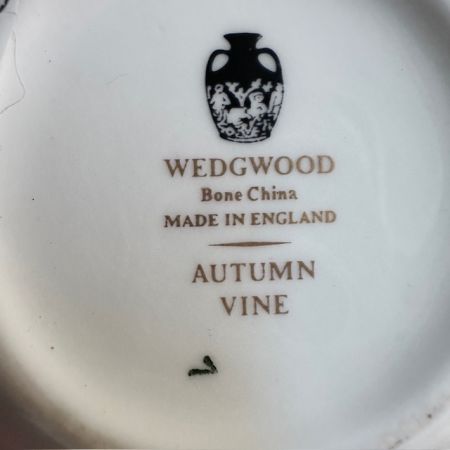 WEDGWOOD
Bone China
MADE IN ENGLAND
AUTUMN
VINE